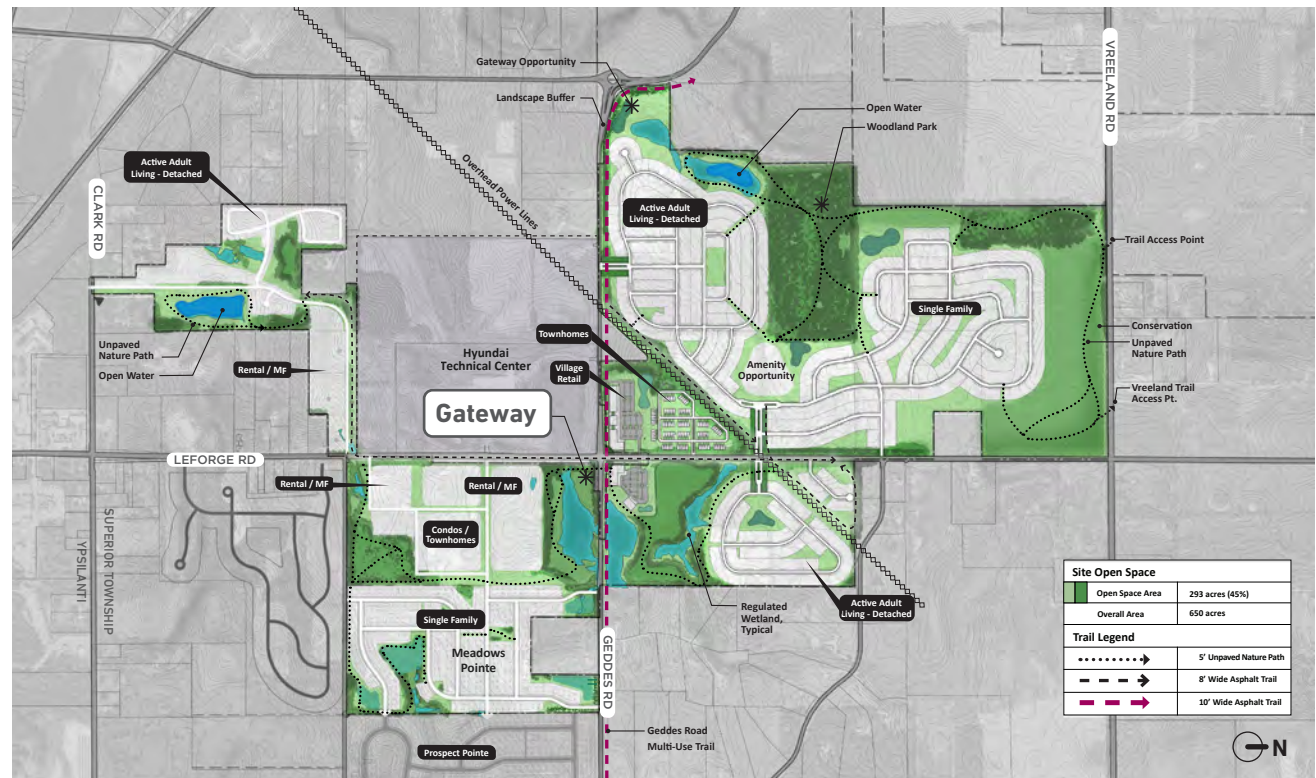 Gateway Opportunity
Landscape Buffer
Overhead Power Lines
Open Water
Woodland Park
VREELAND RD
Active Adult
Living - Detached
CLARK RD
Active Adult
Living - Detached
Trail Access Point
Single Family
Conservation
Unpaved
Nature Path
Unpaved
Nature Path
Open Water
Rental / MF
Hyundai
Technical Center
Townhomes
Village
Retail
Amenity
Opportunity
Vreeland Trail
Access Pt.
Gateway
LEFORGE RD
Rental / MF
Rental / MF
Condos /
Townhomes
YPSILANTI
SUPERIOR TOWNSHIP
Single Family
Meadows
Pointe
GEDDES RD
Regulated
Wetland,
Typical
Active Adult
Living - Detached
Prospect Pointe
Geddes Road
Multi-Use Trail
Site Open Space
Open Space Area 293 acres (45%)
Overall Area 650 acres
Trail Legend
5' Unpaved Nature Path
8' Wide Asphalt Trail
10' Wide Asphalt Trail
N